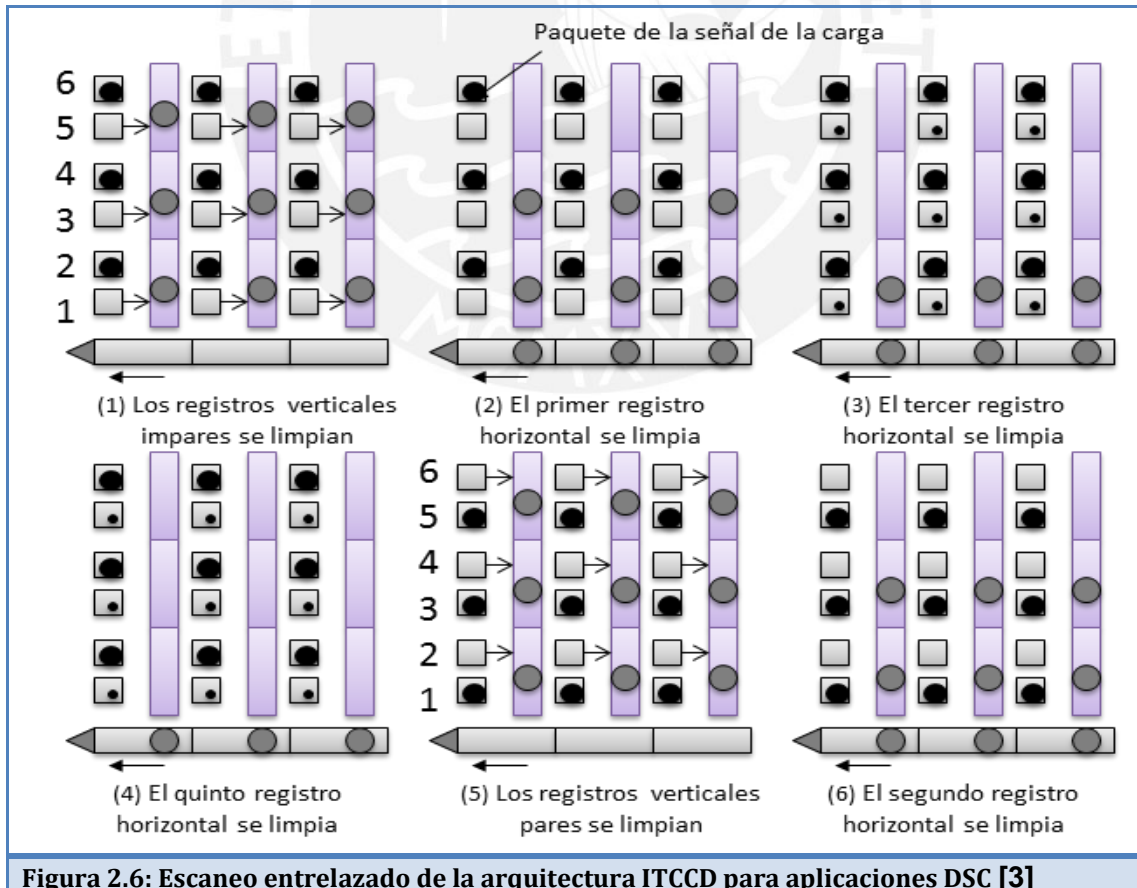 Paquete de la señal de la carga
6
5
4
3
2
1
(1) Los registros verticales
impares se limpian
(2) El primer registro
horizontal se limpia
(3) El tercer registro
horizontal se limpia
6
5
4
3
2
1
(4) El quinto registro
horizontal se limpia
(5) Los registros verticales
pares se limpian
(6) El segundo registro
horizontal se limpia
Figura 2.6: Escaneo entrelazado de la arquitectura ITCCD para aplicaciones DSC [3]